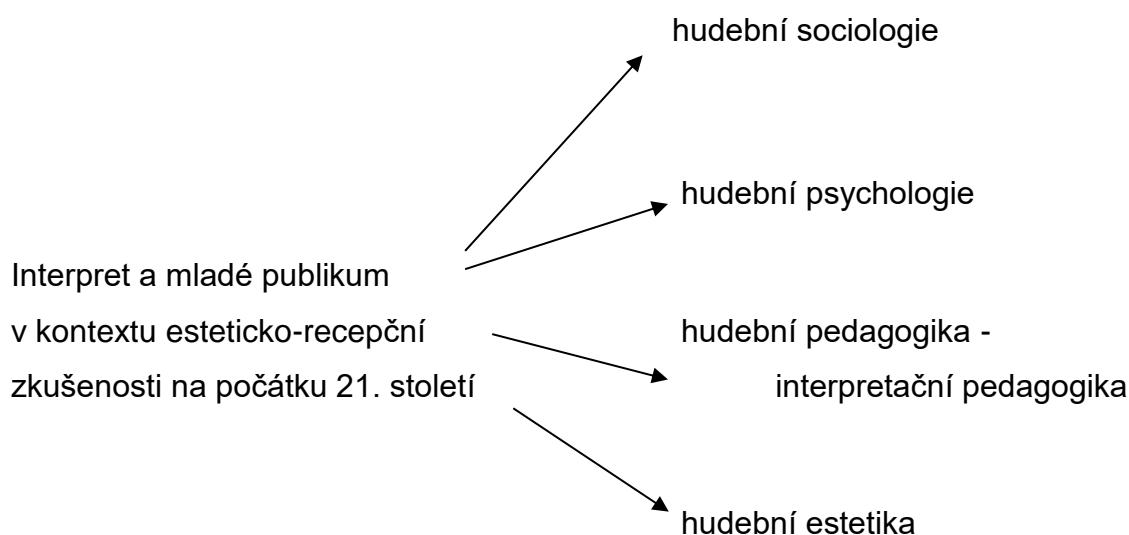 hudební sociologie
hudební psychologie
Interpret a mladé publikum
v kontextu esteticko-recepční
zkušenosti na počátku 21. století
hudební pedagogika -
interpretační pedagogika
hudební estetika